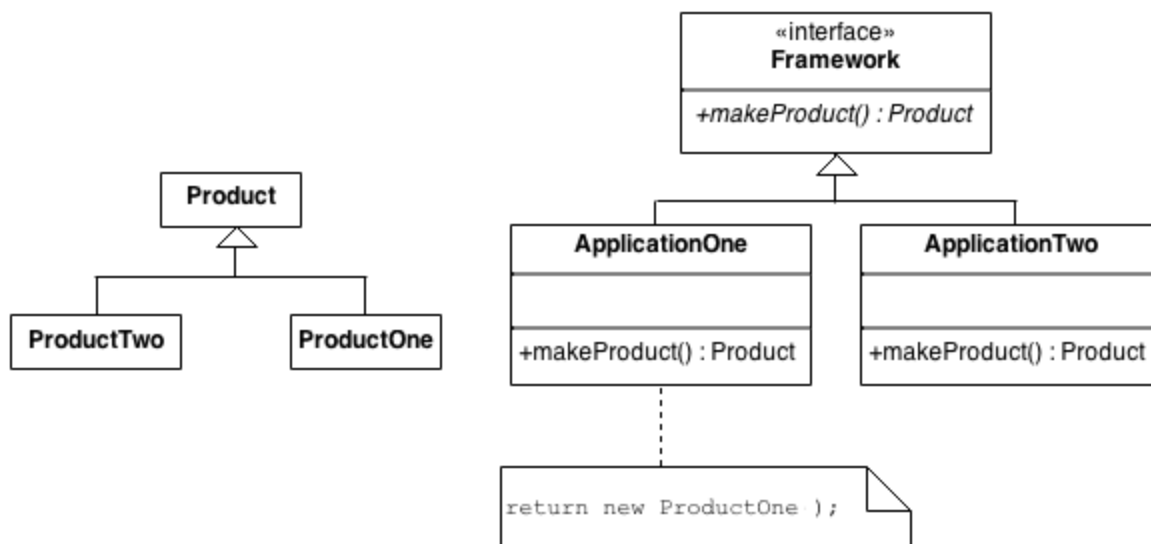 «interface»
Framework
+makeProduct() : Product
Product
ProductTwo
ProductOne
ApplicationOne
+makeProduct() : Product
ApplicationTwo
+makeProduct() : Product
return new ProductOne );